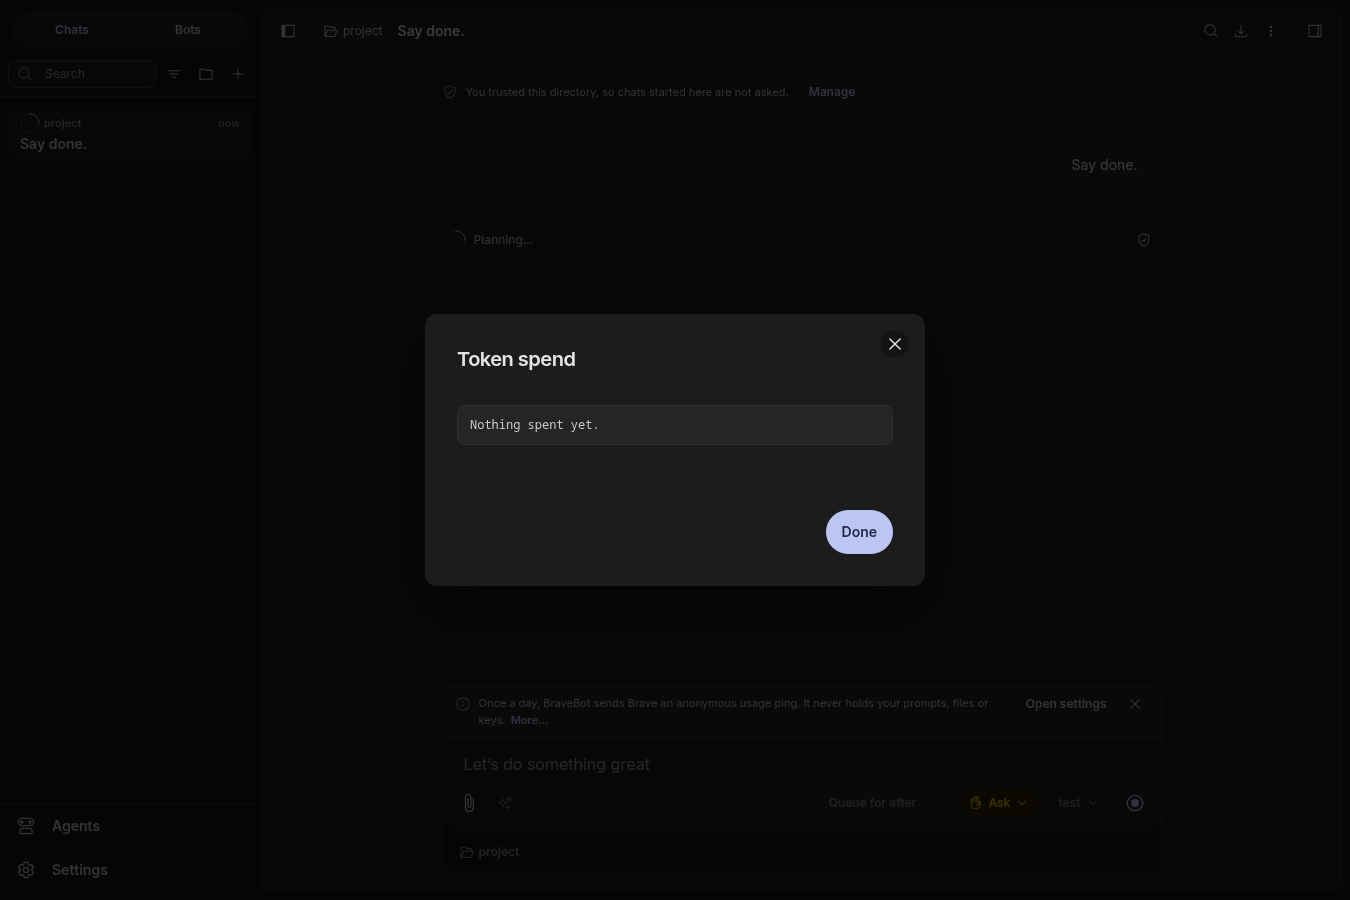 Chats
Bots
Search
project
now
Say done.
Agents
Settings
project
Say done.
You trusted this directory, so chats started here are not asked.
Manage
Say done.
Planning...
Token spend
Nothing spent yet.
Done
Once a day, BraveBot sends Brave an anonymous usage ping. It never holds your prompts, files or
keys. More...
Open settings
Let's do something great
Queue for after
Ask
test
project